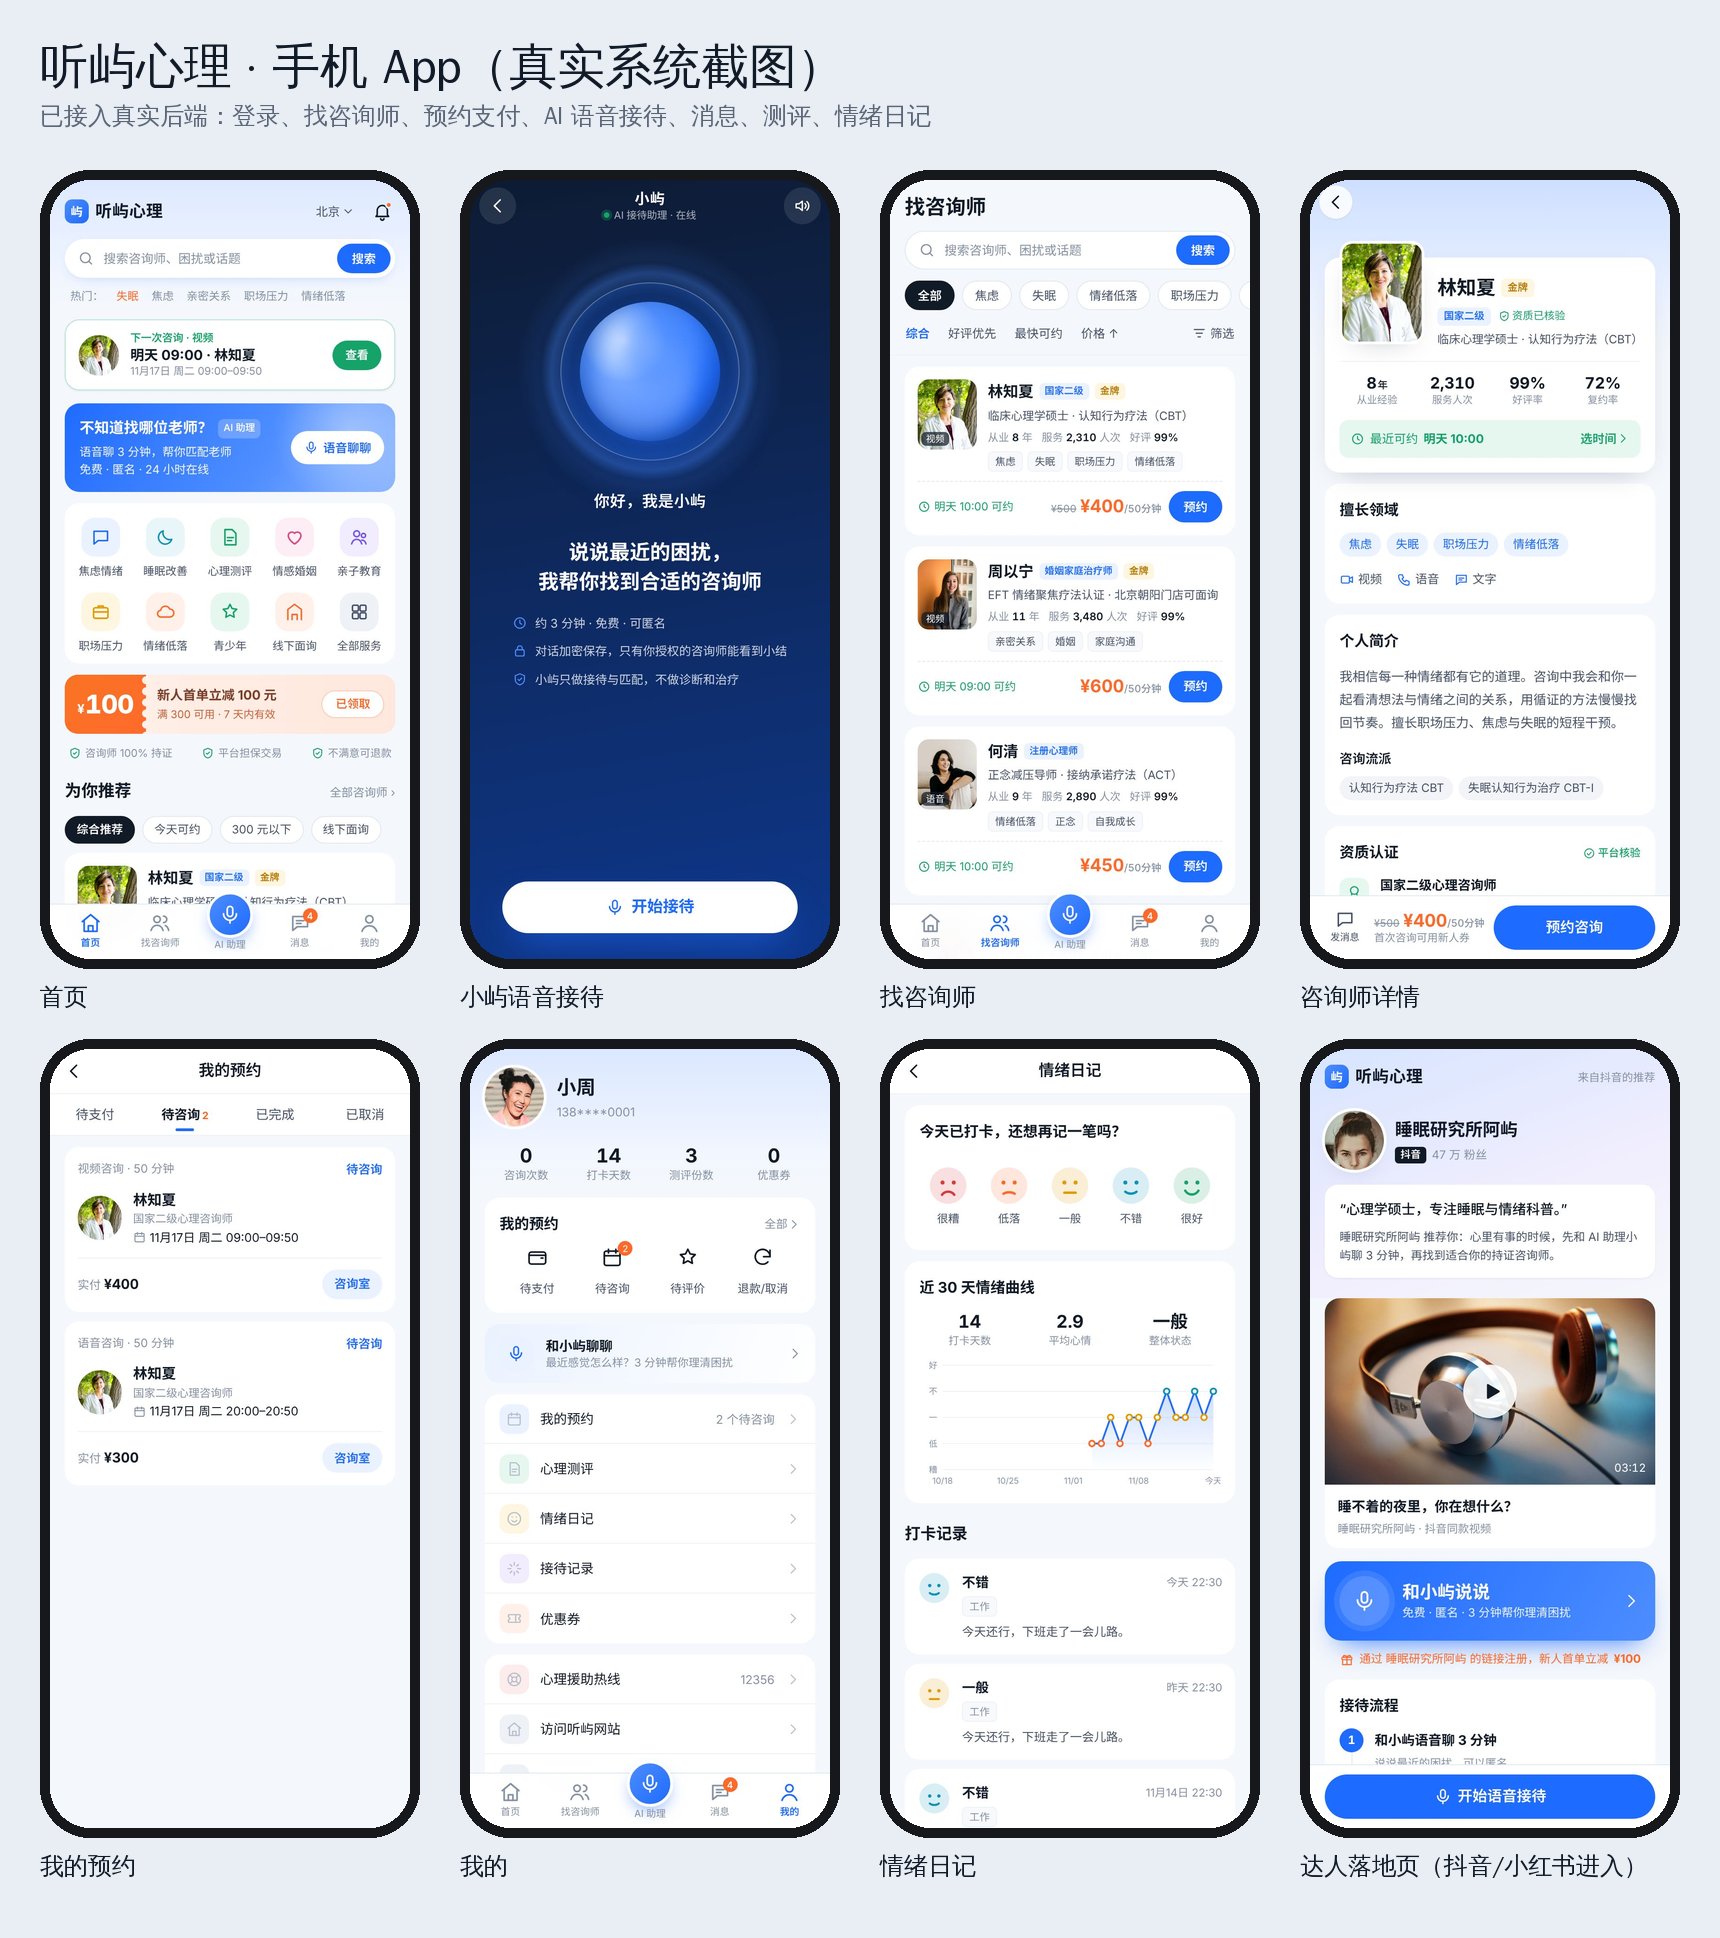 听屿心理 · 手机 App（真实系统截图）
已接入真实后端：登录、找咨询师、预约支付、AI 语音接待、消息、测评、情绪日记
屿 听屿心理 北京
搜索咨询师、困扰或话题 搜索
热门： 失眠 焦虑 亲密关系 职场压力 情绪低落
下一次咨询 · 视频
明天 09:00 · 林知夏
11月17日 周二 09:00–09:50
查看
不知道找哪位老师？ AI 助理
语音聊 3 分钟，帮你匹配老师
免费 · 匿名 · 24 小时在线
语音聊聊
焦虑情绪 睡眠改善 心理测评 情感婚姻 亲子教育
职场压力 情绪低落 青少年 线下面询 全部服务
¥100
新人首单立减 100 元
满 300 可用 · 7 天内有效
已领取
咨询师 100% 持证 平台担保交易 不满意可退款
为你推荐 全部咨询师 ›
综合推荐 今天可约 300 元以下 线下面询
林知夏 国家二级 金牌
首页 找咨询师 AI 助理 消息 4 我的
首页
小屿
AI 接待助理 · 在线
你好，我是小屿
说说最近的困扰，
我帮你找到合适的咨询师
约 3 分钟 · 免费 · 可匿名
对话加密保存，只有你授权的咨询师能看到小结
小屿只做接待与匹配，不做诊断和治疗
开始接待
小屿语音接待
找咨询师
搜索咨询师、困扰或话题 搜索
全部 焦虑 失眠 情绪低落 职场压力
综合 好评优先 最快可约 价格 ↑ 筛选
林知夏 国家二级 金牌
临床心理学硕士 · 认知行为疗法（CBT）
从业 8 年 服务 2,310 人次 好评 99%
视频
焦虑 失眠 职场压力 情绪低落
明天 10:00 可约 ¥500 ¥400/50分钟 预约
周以宁 婚姻家庭治疗师 金牌
EFT 情绪聚焦疗法认证 · 北京朝阳门店可面询
从业 11 年 服务 3,480 人次 好评 99%
视频
亲密关系 婚姻 家庭沟通
明天 09:00 可约 ¥600/50分钟 预约
何清 注册心理师
正念减压导师 · 接纳承诺疗法（ACT）
从业 9 年 服务 2,890 人次 好评 99%
语音
情绪低落 正念 自我成长
明天 10:00 可约 ¥450/50分钟 预约
首页 找咨询师 AI 助理 消息 4 我的
找咨询师
林知夏 金牌
国家二级 资质已核验
临床心理学硕士 · 认知行为疗法（CBT）
8年 2,310 99% 72%
从业经验 服务人次 好评率 复约率
最近可约 明天 10:00 选时间
擅长领域
焦虑 失眠 职场压力 情绪低落
视频 语音 文字
个人简介
我相信每一种情绪都有它的道理。咨询中我会和你一
起看清想法与情绪之间的关系，用循证的方法慢慢找
回节奏。擅长职场压力、焦虑与失眠的短程干预。
咨询流派
认知行为疗法 CBT 失眠认知行为治疗 CBT-I
资质认证 平台核验
国家二级心理咨询师
发消息
¥500 ¥400/50分钟
首次咨询可用新人券
预约咨询
咨询师详情
我的预约
待支付 待咨询 2 已完成 已取消
视频咨询 · 50 分钟 待咨询
林知夏
国家二级心理咨询师
11月17日 周二 09:00–09:50
实付 ¥400 咨询室
语音咨询 · 50 分钟 待咨询
林知夏
国家二级心理咨询师
11月17日 周二 20:00–20:50
实付 ¥300 咨询室
我的预约
小周
138****0001
0 14 3 0
咨询次数 打卡天数 测评份数 优惠券
我的预约 全部
2
待支付 待咨询 待评价 退款/取消
和小屿聊聊
最近感觉怎么样？3 分钟帮你理清困扰
我的预约 2 个待咨询
心理测评
情绪日记
接待记录
优惠券
心理援助热线 12356
访问听屿网站
首页 找咨询师 AI 助理 消息 4 我的
我的
情绪日记
今天已打卡，还想再记一笔吗？
很糟 低落 一般 不错 很好
近 30 天情绪曲线
14 2.9 一般
打卡天数 平均心情 整体状态
好
不
一
低
糟
10/18 10/25 11/01 11/08 今天
打卡记录
不错 今天 22:30
工作
今天还行，下班走了一会儿路。
一般 昨天 22:30
工作
今天还行，下班走了一会儿路。
不错 11月14日 22:30
工作
情绪日记
屿 听屿心理 来自抖音的推荐
睡眠研究所阿屿
抖音 47 万 粉丝
“心理学硕士，专注睡眠与情绪科普。”
睡眠研究所阿屿 推荐你：心里有事的时候，先和 AI 助理小
屿聊 3 分钟，再找到适合你的持证咨询师。
03:12
睡不着的夜里，你在想什么？
睡眠研究所阿屿 · 抖音同款视频
和小屿说说
免费 · 匿名 · 3 分钟帮你理清困扰
通过 睡眠研究所阿屿 的链接注册，新人首单立减 ¥100
接待流程
1 和小屿语音聊 3 分钟
开始语音接待
达人落地页（抖音/小红书进入）